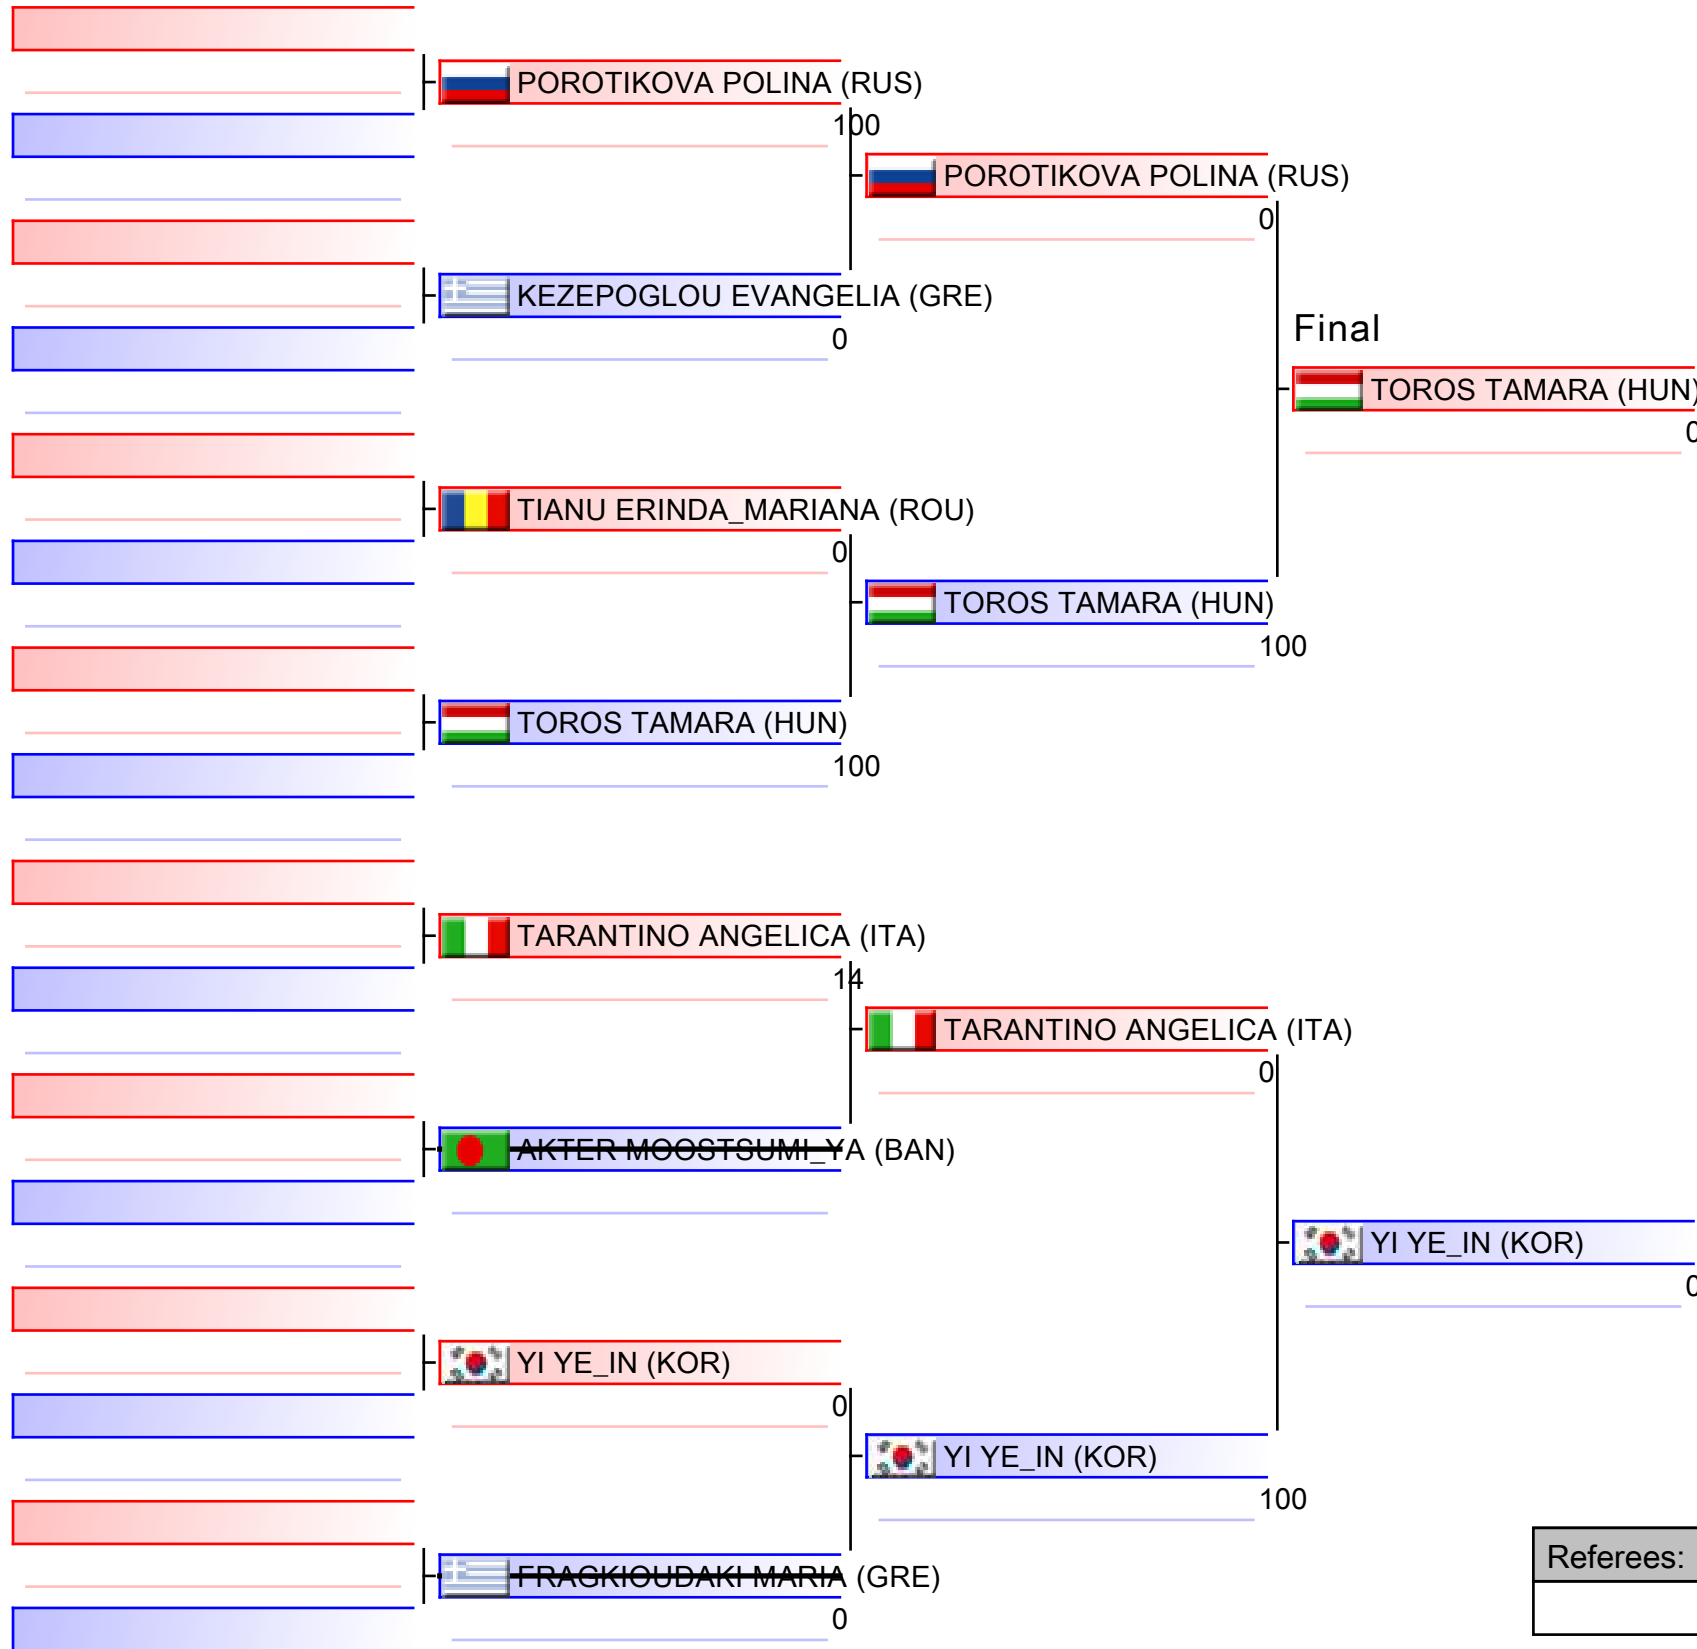 POROTIKOVA POLINA (RUS)
100
POROTIKOVA POLINA (RUS)
0
KEZEPOGLOU EVANGELIA (GRE)
0
Final
TOROS TAMARA (HUN)
0
TIANU ERINDA_MARIANA (ROU)
0
TOROS TAMARA (HUN)
100
TOROS TAMARA (HUN)
100
TARANTINO ANGELICA (ITA)
14
TARANTINO ANGELICA (ITA)
0
AKTER MOOSTSUMI_YA (BAN)
YI YE_IN (KOR)
0
YI YE_IN (KOR)
0
YI YE_IN (KOR)
100
FRAGKIOUDAKI MARIA (GRE)
0
Referees: